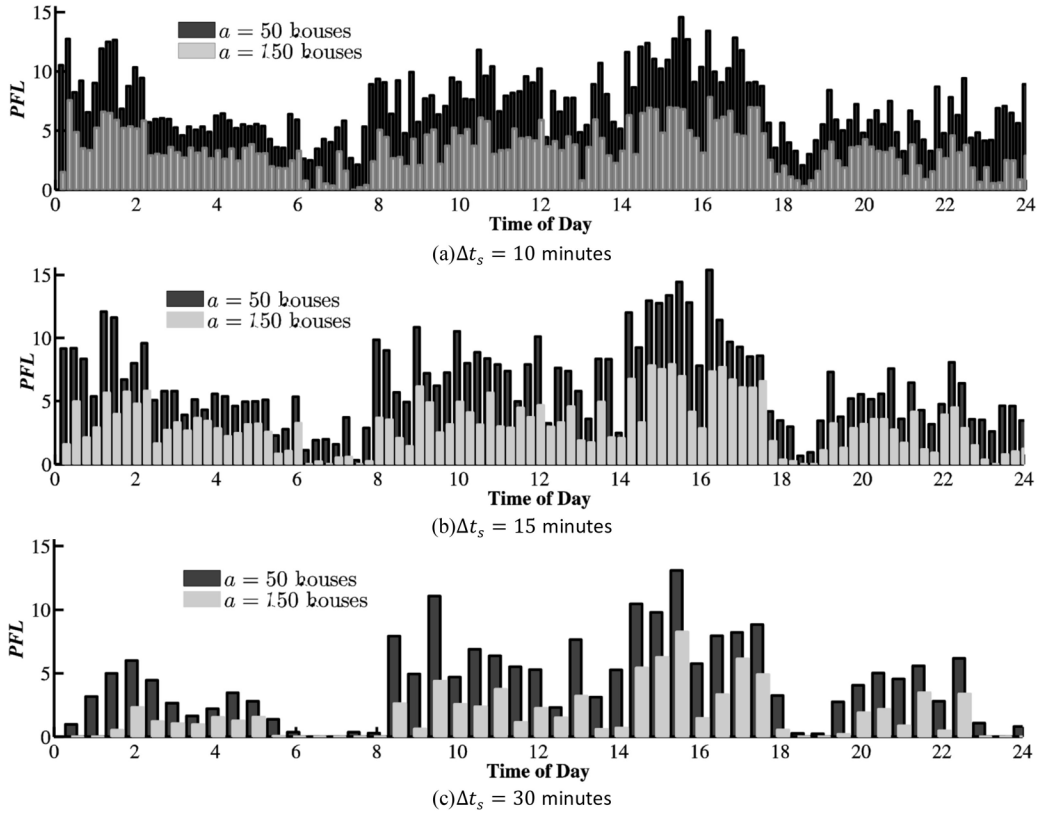 15
a = 50 houses
a = 150 houses
10
PFL
5
0
0 2 4 6 8 10 12 14 16 18 20 22 24
Time of Day
(a)Δtₛ = 10 minutes
15
a = 50 houses
a = 150 houses
10
PFL
5
0
0 2 4 6 8 10 12 14 16 18 20 22 24
Time of Day
(b)Δtₛ = 15 minutes
15
a = 50 houses
a = 150 houses
10
PFL
5
0
0 2 4 6 8 10 12 14 16 18 20 22 24
Time of Day
(c)Δtₛ = 30 minutes